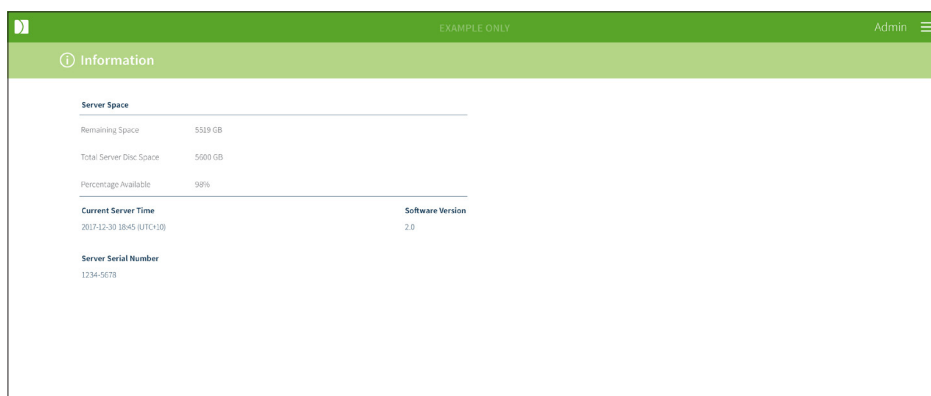 EXAMPLE ONLY
Admin
Information
Server Space
Remaining Space 5519 GB
Total Server Disc Space 5600 GB
Percentage Available 98%
Current Server Time Software Version
2017-12-30 18:45 (UTC+10) 2.0
Server Serial Number
1234-5678